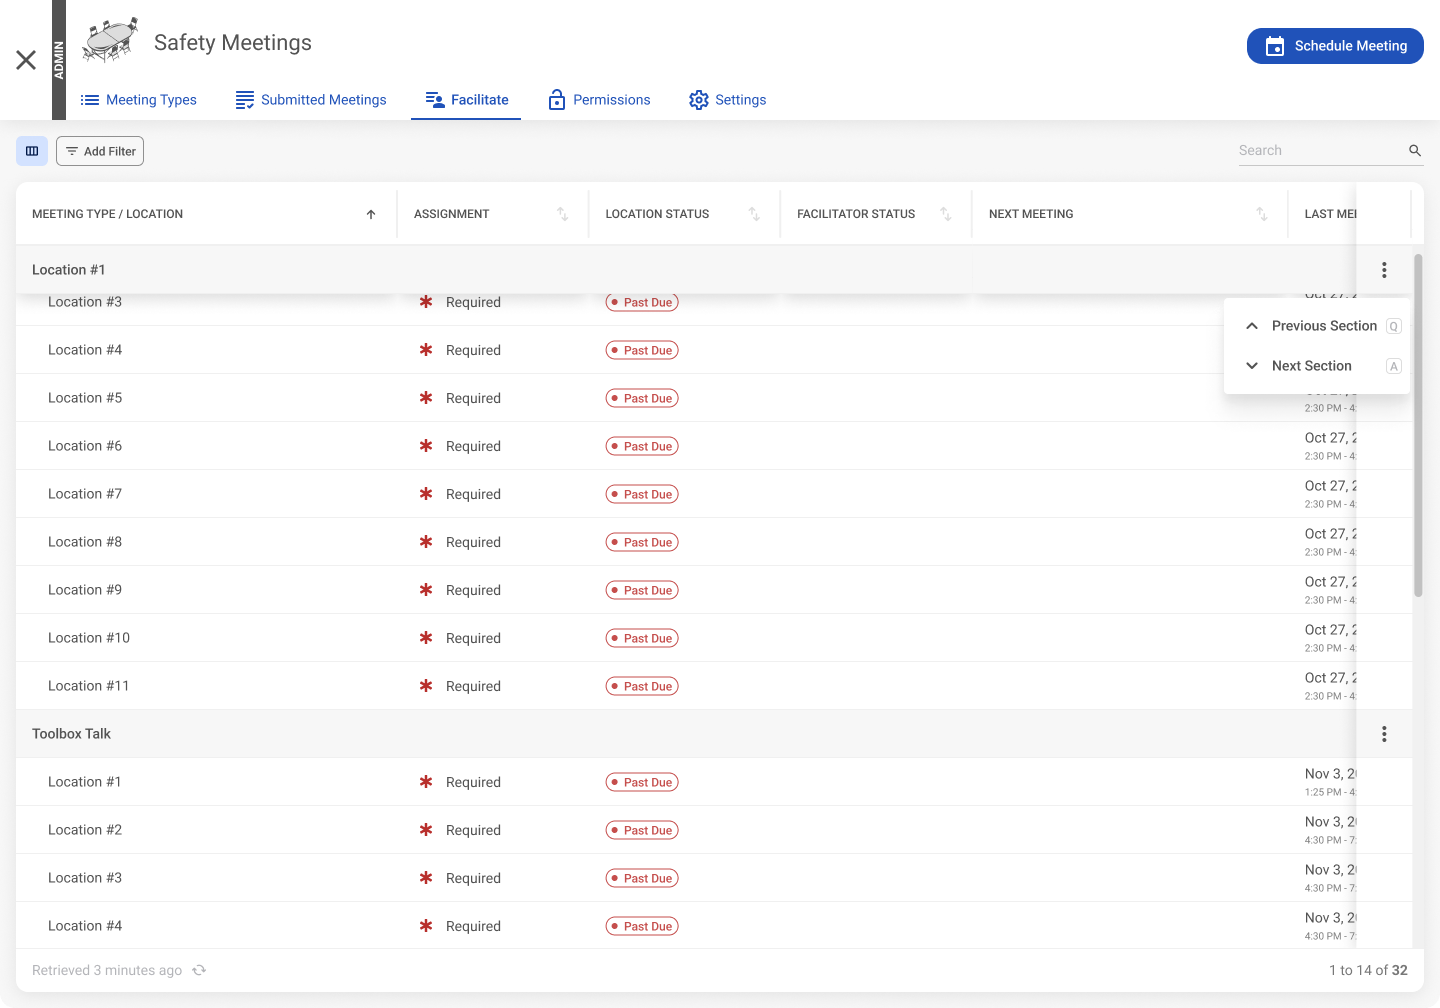 ADMIN
Safety Meetings
Schedule Meeting
Meeting Types
Submitted Meetings
Facilitate
Permissions
Settings
Add Filter
Search
MEETING TYPE / LOCATION
ASSIGNMENT
LOCATION STATUS
FACILITATOR STATUS
NEXT MEETING
LAST MEE
Location #1
Location #3 Required Past Due
Previous Section Q
Location #4 Required Past Due
Next Section A
Location #5 Required Past Due
2:30 PM - 4:
Location #6 Required Past Due Oct 27, 2
2:30 PM - 4:
Location #7 Required Past Due Oct 27, 2
2:30 PM - 4:
Location #8 Required Past Due Oct 27, 2
2:30 PM - 4:
Location #9 Required Past Due Oct 27, 2
2:30 PM - 4:
Location #10 Required Past Due Oct 27, 2
2:30 PM - 4:
Location #11 Required Past Due Oct 27, 2
2:30 PM - 4:
Toolbox Talk
Location #1 Required Past Due Nov 3, 20
1:25 PM - 4:
Location #2 Required Past Due Nov 3, 20
4:30 PM - 7:
Location #3 Required Past Due Nov 3, 20
4:30 PM - 7:
Location #4 Required Past Due Nov 3, 20
4:30 PM - 7:
Retrieved 3 minutes ago
1 to 14 of 32